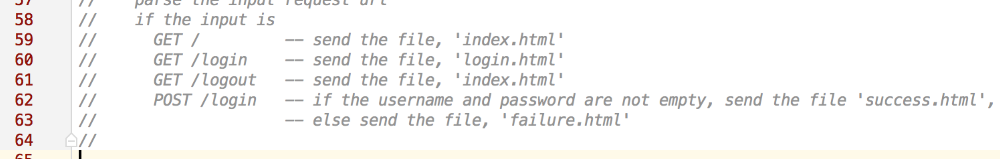 57 // parse the input request url
58 // if the input is
59 // GET / -- send the file, 'index.html'
60 // GET /login -- send the file, 'login.html'
61 // GET /logout -- send the file, 'index.html'
62 // POST /login -- if the username and password are not empty, send the file 'success.html',
63 // -- else send the file, 'failure.html'
64 //
65